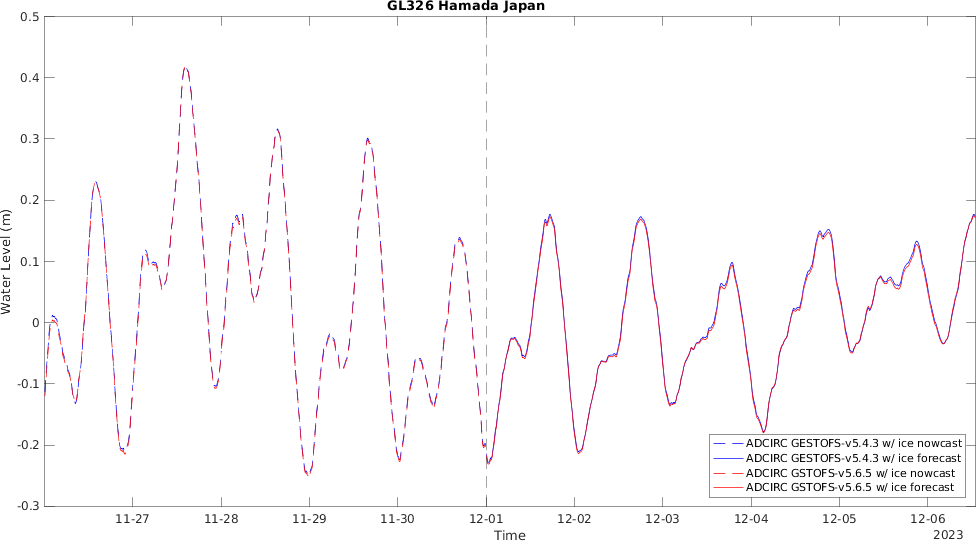 GL326 Hamada Japan
0.5
0.4
0.3
0.2
0.1
0
-0.1
-0.2
-0.3
Water Level (m)
ADCIRC GESTOFS-v5.4.3 w/ ice nowcast
ADCIRC GESTOFS-v5.4.3 w/ ice forecast
ADCIRC GSTOFS-v5.6.5 w/ ice nowcast
ADCIRC GSTOFS-v5.6.5 w/ ice forecast
11-27 11-28 11-29 11-30 12-01 12-02 12-03 12-04 12-05 12-06
Time
2023